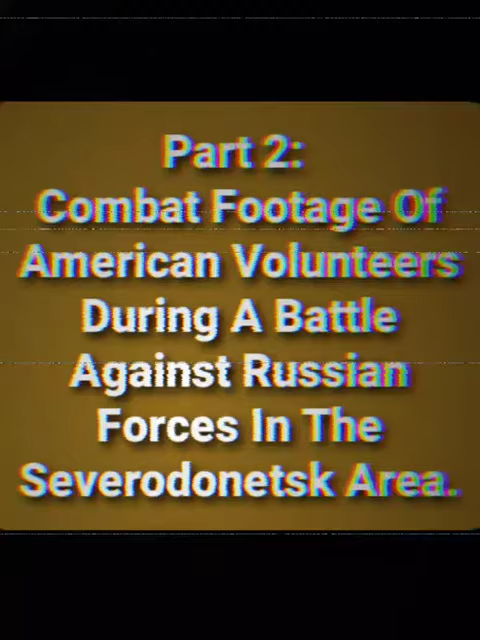 Part 2:
Combat Footage Of
American Volunteers
During A Battle
Against Russian
Forces In The
Severodonetsk Area.